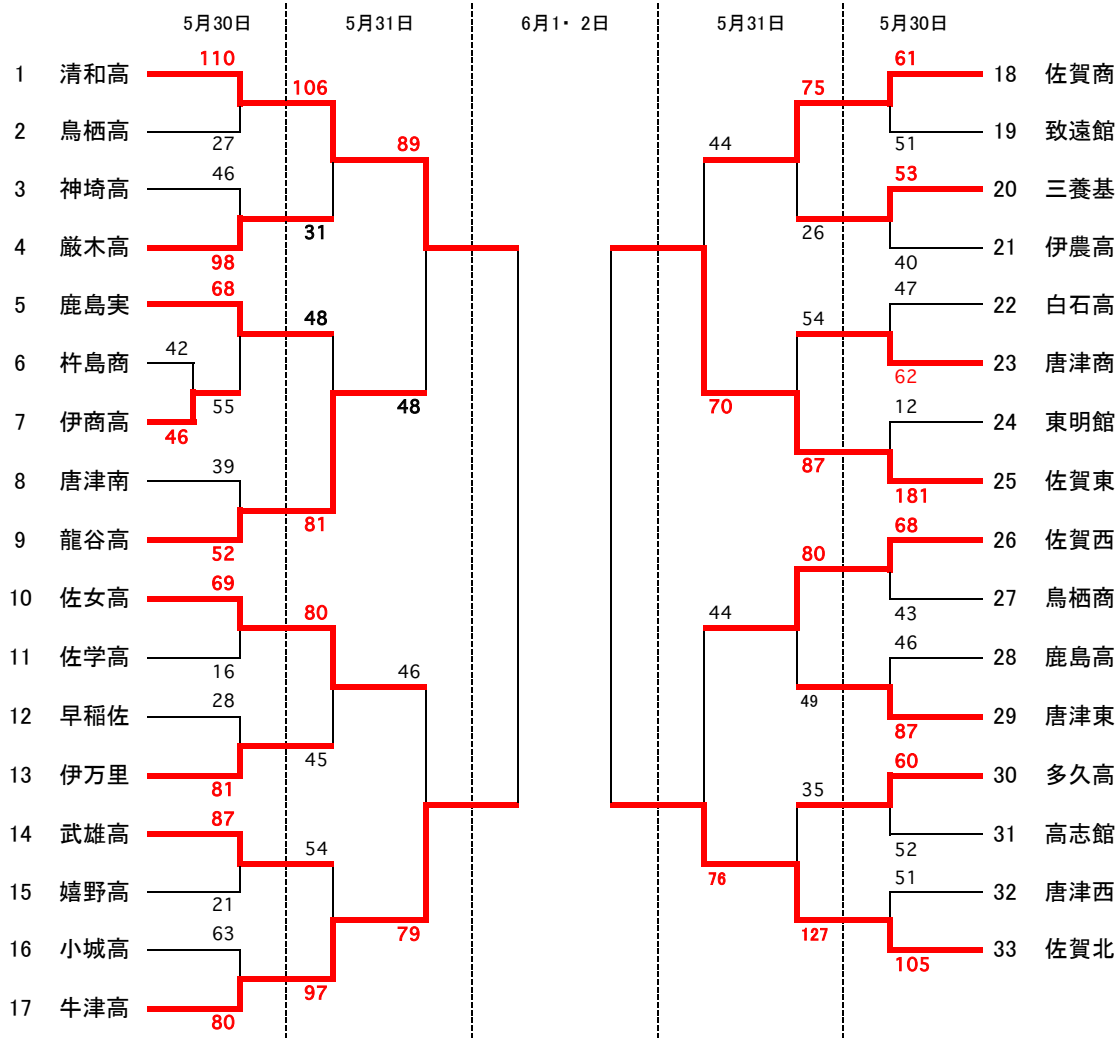 5月30日 5月31日 6月1・2日 5月31日 5月30日
110 61
1 清和高 106 75 18 佐賀商
2 鳥栖高 27 89 44 51 19 致遠館
3 神埼高 46 53 20 三養基
31 26
4 厳木高 98 40 21 伊農高
5 鹿島実 68 47 22 白石高
48 54
6 杵島商 42 62 23 唐津商
55 48 70 12
7 伊商高 46 24 東明館
8 唐津南 39 87 181 25 佐賀東
81
9 龍谷高 52 68 26 佐賀西
69 80
10 佐女高 80 44 43 27 鳥栖商
11 佐学高 16 46 46 28 鹿島高
28 49
12 早稲佐 87 29 唐津東
45
13 伊万里 81 60 30 多久高
87 35
14 武雄高 54 52 31 高志館
76 51
15 嬉野高 21 32 唐津西
63 79 127
16 小城高 105 33 佐賀北
97
17 牛津高 80